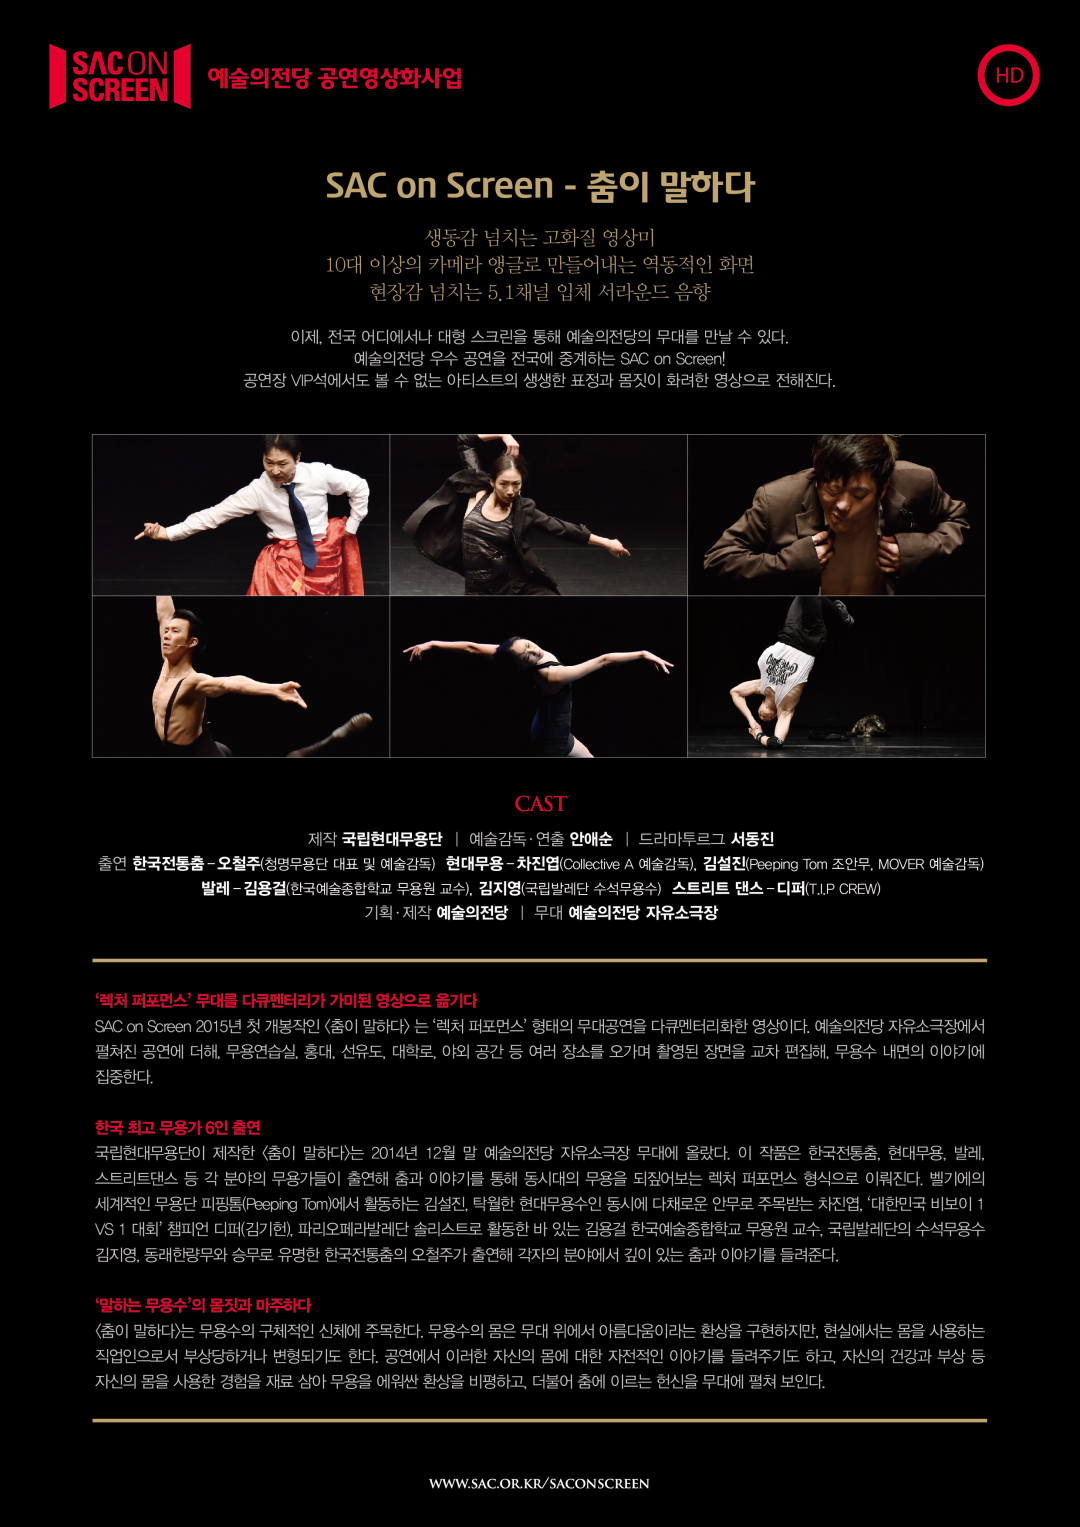 SAC ON
SCREEN
예술의전당 공연영상화사업
HD
SAC on Screen - 춤이 말하다
생동감 넘치는 고화질 영상미
10대 이상의 카메라 앵글로 만들어내는 역동적인 화면
현장감 넘치는 5.1채널 입체 서라운드 음향
이제, 전국 어디에서나 대형 스크린을 통해 예술의전당의 무대를 만날 수 있다.
예술의전당 우수 공연을 전국에 중계하는 SAC on Screen!
공연장 VIP석에서도 볼 수 없는 아티스트의 생생한 표정과 몸짓이 화려한 영상으로 전해진다.
CAST
제작 국립현대무용단 | 예술감독·연출 안애순 | 드라마투르그 서동진
출연 한국전통춤-오철주(청명무용단 대표 및 예술감독) 현대무용-차진엽(Collective A 예술감독), 김설진(Peeping Tom 조안무, MOVER 예술감독)
발레-김용걸(한국예술종합학교 무용원 교수), 김지영(국립발레단 수석무용수) 스트리트 댄스-디퍼(T.I.P CREW)
기획·제작 예술의전당 | 무대 예술의전당 자유소극장
‘렉처 퍼포먼스’ 무대를 다큐멘터리가 가미된 영상으로 옮기다
SAC on Screen 2015년 첫 개봉작인 <춤이 말하다> 는 ‘렉처 퍼포먼스’ 형태의 무대공연을 다큐멘터리화한 영상이다. 예술의전당 자유소극장에서
펼쳐진 공연에 더해, 무용연습실, 홍대, 선유도, 대학로, 야외 공간 등 여러 장소를 오가며 촬영된 장면을 교차 편집해, 무용수 내면의 이야기에
집중한다.
한국 최고 무용가 6인 출연
국립현대무용단이 제작한 <춤이 말하다>는 2014년 12월 말 예술의전당 자유소극장 무대에 올랐다. 이 작품은 한국전통춤, 현대무용, 발레,
스트리트댄스 등 각 분야의 무용가들이 출연해 춤과 이야기를 통해 동시대의 무용을 되짚어보는 렉처 퍼포먼스 형식으로 이뤄진다. 벨기에의
세계적인 무용단 피핑톰(Peeping Tom)에서 활동하는 김설진, 탁월한 현대무용수인 동시에 다채로운 안무로 주목받는 차진엽, ‘대한민국 비보이 1
VS 1 대회’ 챔피언 디퍼(김기헌), 파리오페라발레단 솔리스트로 활동한 바 있는 김용걸 한국예술종합학교 무용원 교수, 국립발레단의 수석무용수
김지영, 동래한량무와 승무로 유명한 한국전통춤의 오철주가 출연해 각자의 분야에서 깊이 있는 춤과 이야기를 들려준다.
‘말하는 무용수’의 몸짓과 마주하다
<춤이 말하다>는 무용수의 구체적인 신체에 주목한다. 무용수의 몸은 무대 위에서 아름다움이라는 환상을 구현하지만, 현실에서는 몸을 사용하는
직업인으로서 부상당하거나 변형되기도 한다. 공연에서 이러한 자신의 몸에 대한 자전적인 이야기를 들려주기도 하고, 자신의 건강과 부상 등
자신의 몸을 사용한 경험을 재료 삼아 무용을 에워싼 환상을 비평하고, 더불어 춤에 이르는 헌신을 무대에 펼쳐 보인다.
WWW.SAC.OR.KR/SACONSCREEN